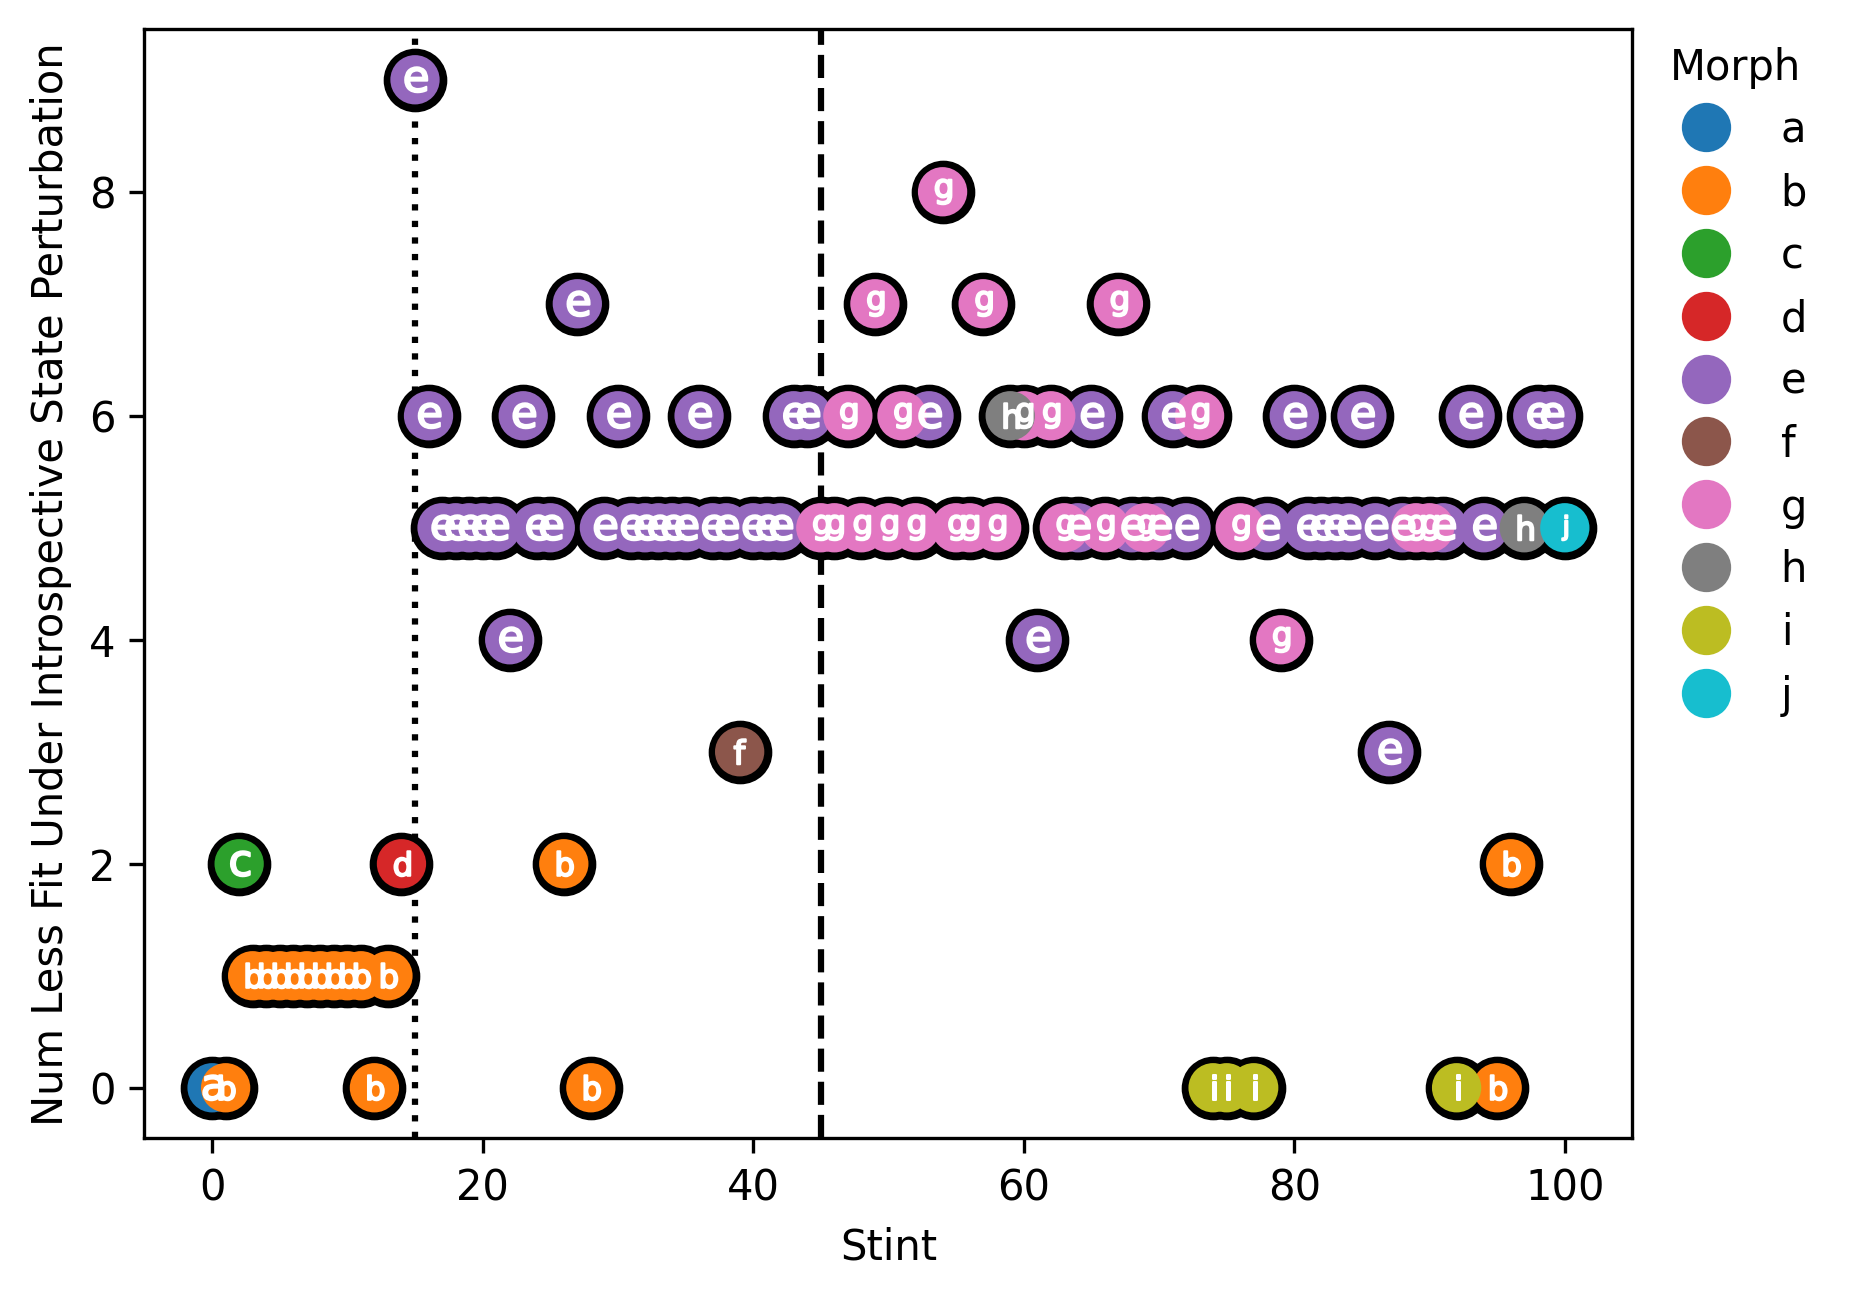 Num Less Fit Under Introspective State Perturbation
8
6
4
2
0
e
g
e g g g
e e e e e e g g e h g g e e g e e e e e
e e e e e e e e e e e e e e e e e e g g g g g g g g g e g e g e e g e e e e e e g g e e h j
e e g
f e
c d b b
b b b b b b b b b b
a b b b i i i i b
0 20 40 60 80 100
Stint
Morph
a
b
c
d
e
f
g
h
i
j